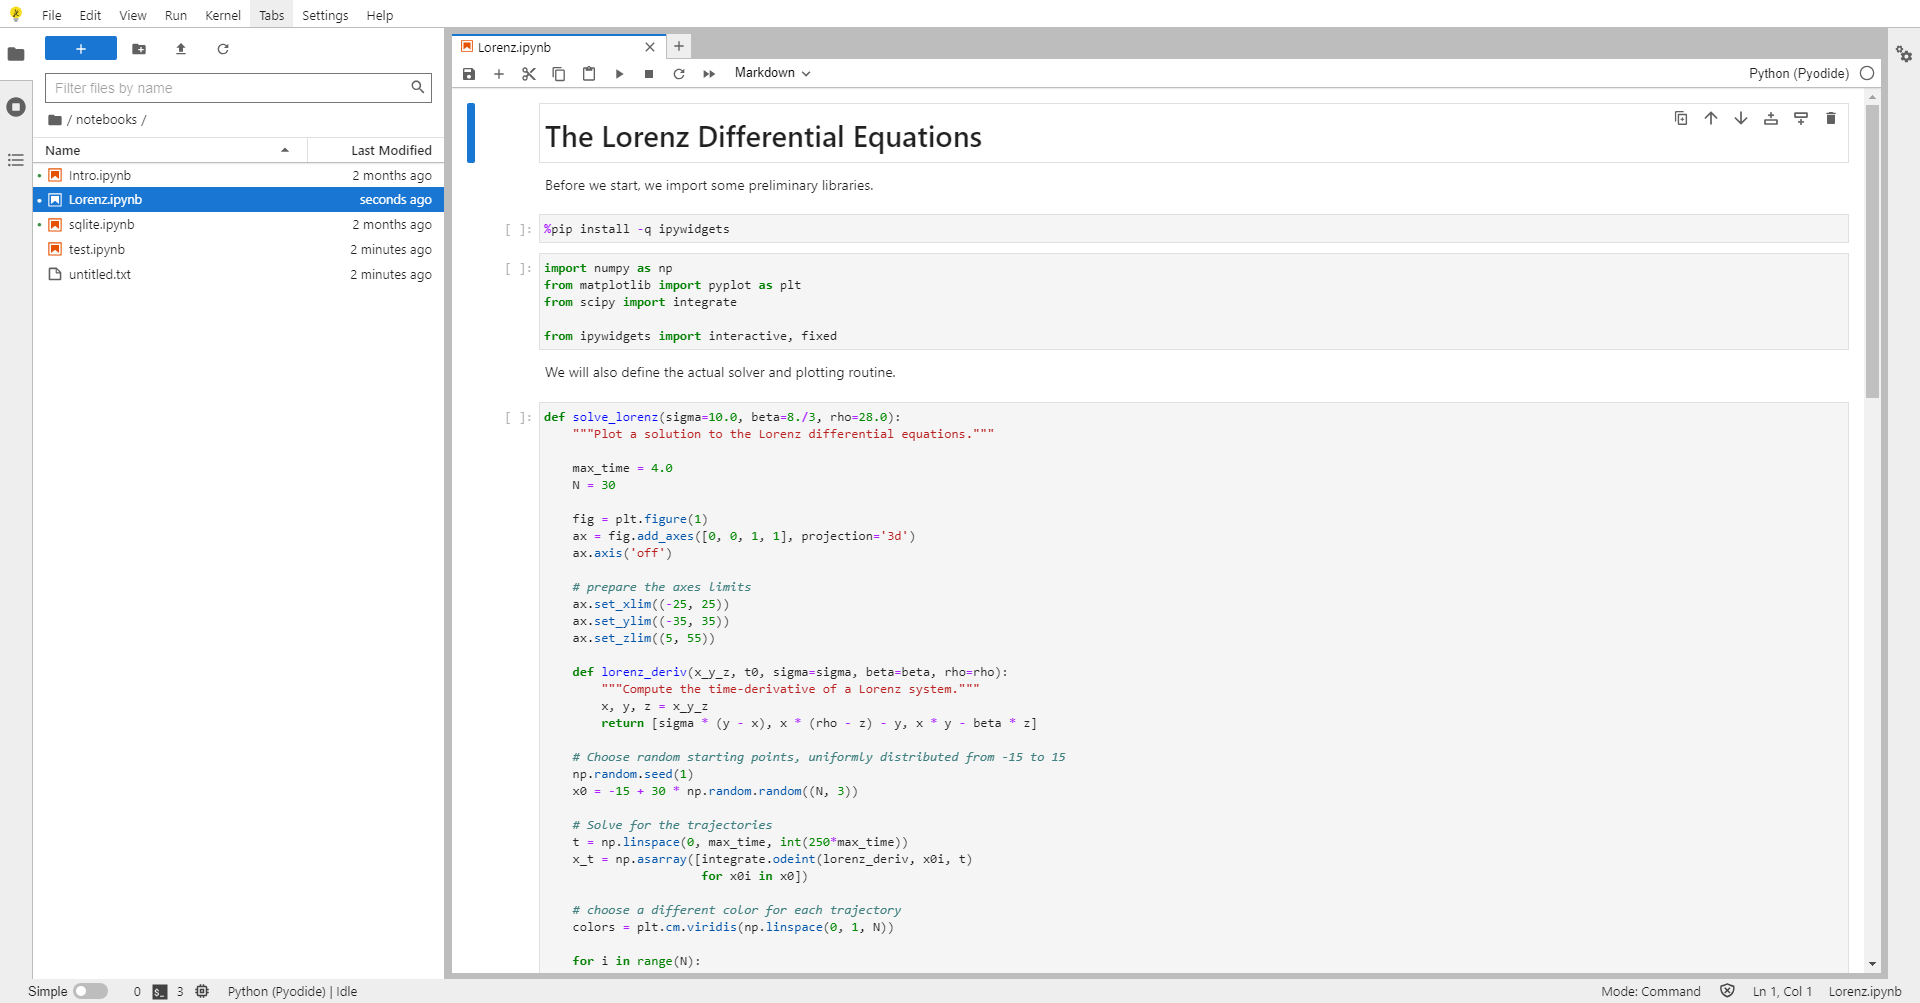 File Edit View Run Kernel Tabs Settings Help
Filter files by name
/ notebooks /
Name Last Modified
Intro.ipynb 2 months ago
Lorenz.ipynb seconds ago
sqlite.ipynb 2 months ago
test.ipynb 2 minutes ago
untitled.txt 2 minutes ago
Lorenz.ipynb
Markdown
Python (Pyodide)
The Lorenz Differential Equations
Before we start, we import some preliminary libraries.
[ ]: %pip install -q ipywidgets
[ ]: import numpy as np
from matplotlib import pyplot as plt
from scipy import integrate
from ipywidgets import interactive, fixed
We will also define the actual solver and plotting routine.
[ ]: def solve_lorenz(sigma=10.0, beta=8./3, rho=28.0):
"""Plot a solution to the Lorenz differential equations."""
max_time = 4.0
N = 30
fig = plt.figure(1)
ax = fig.add_axes([0, 0, 1, 1], projection='3d')
ax.axis('off')
# prepare the axes limits
ax.set_xlim((-25, 25))
ax.set_ylim((-35, 35))
ax.set_zlim((5, 55))
def lorenz_deriv(x_y_z, t0, sigma=sigma, beta=beta, rho=rho):
"""Compute the time-derivative of a Lorenz system."""
x, y, z = x_y_z
return [sigma * (y - x), x * (rho - z) - y, x * y - beta * z]
# Choose random starting points, uniformly distributed from -15 to 15
np.random.seed(1)
x0 = -15 + 30 * np.random.random((N, 3))
# Solve for the trajectories
t = np.linspace(0, max_time, int(250*max_time))
x_t = np.asarray([integrate.odeint(lorenz_deriv, x0i, t)
for x0i in x0])
# choose a different color for each trajectory
colors = plt.cm.viridis(np.linspace(0, 1, N))
for i in range(N):
Simple 0 $_ 3 Python (Pyodide) | Idle
Mode: Command Ln 1, Col 1 Lorenz.ipynb